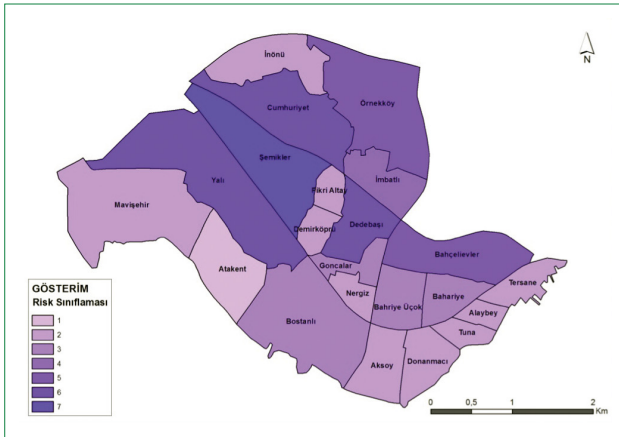 İnönü
N
Örnekköy
Cumhuriyet
Şemikler
İmbatlı
Yalı
Fikri Altay
Mavişehir
Dedebaşı
Demirköprü
Bahçelievler
Atakent
Goncalar
Tersane
GÖSTERİM
Risk Sınıflaması
1
2
3
4
5
6
7
Nergiz
Bahriye Üçok
Bahariye
Alaybey
Bostanlı
Tuna
Aksoy
Donanmacı
0 0,5 1 2
Km